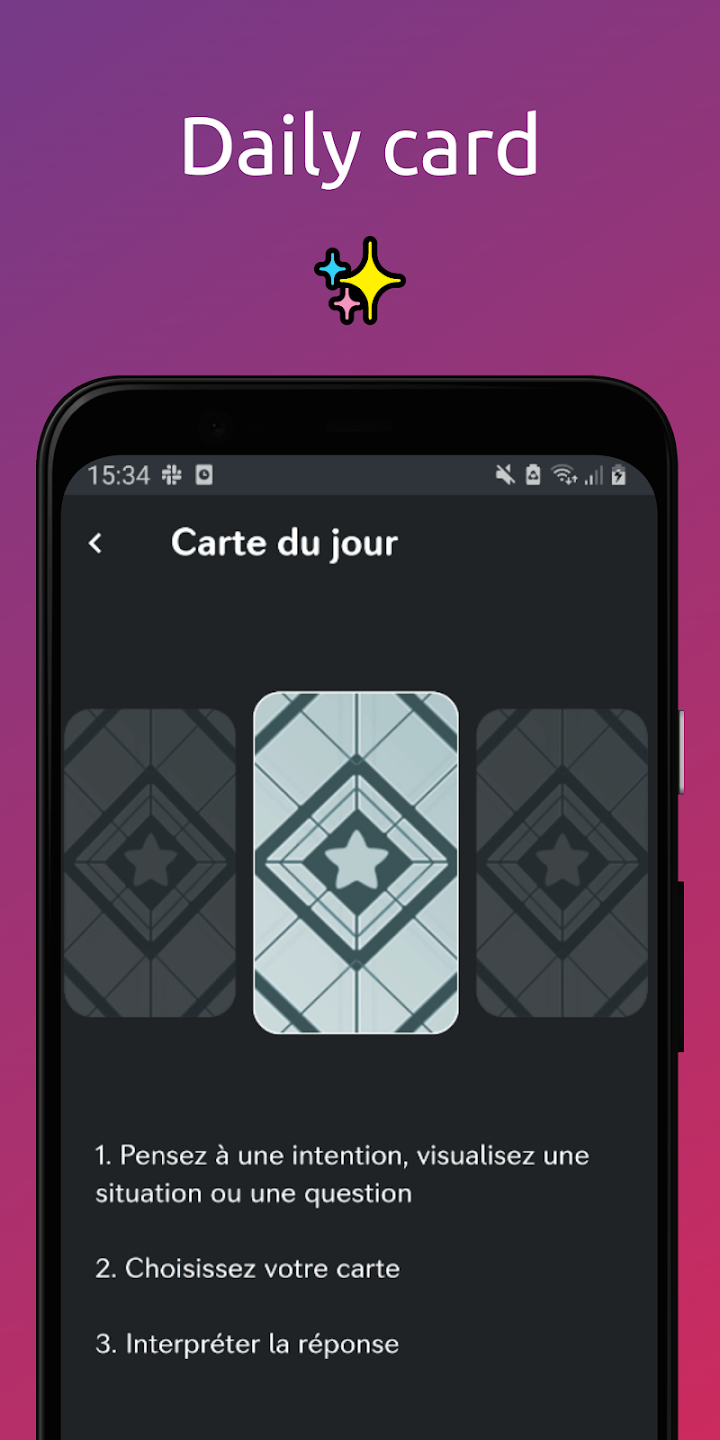 Daily card
15:34
Carte du jour
1. Pensez à une intention, visualisez une
situation ou une question
2. Choisissez votre carte
3. Interpréter la réponse